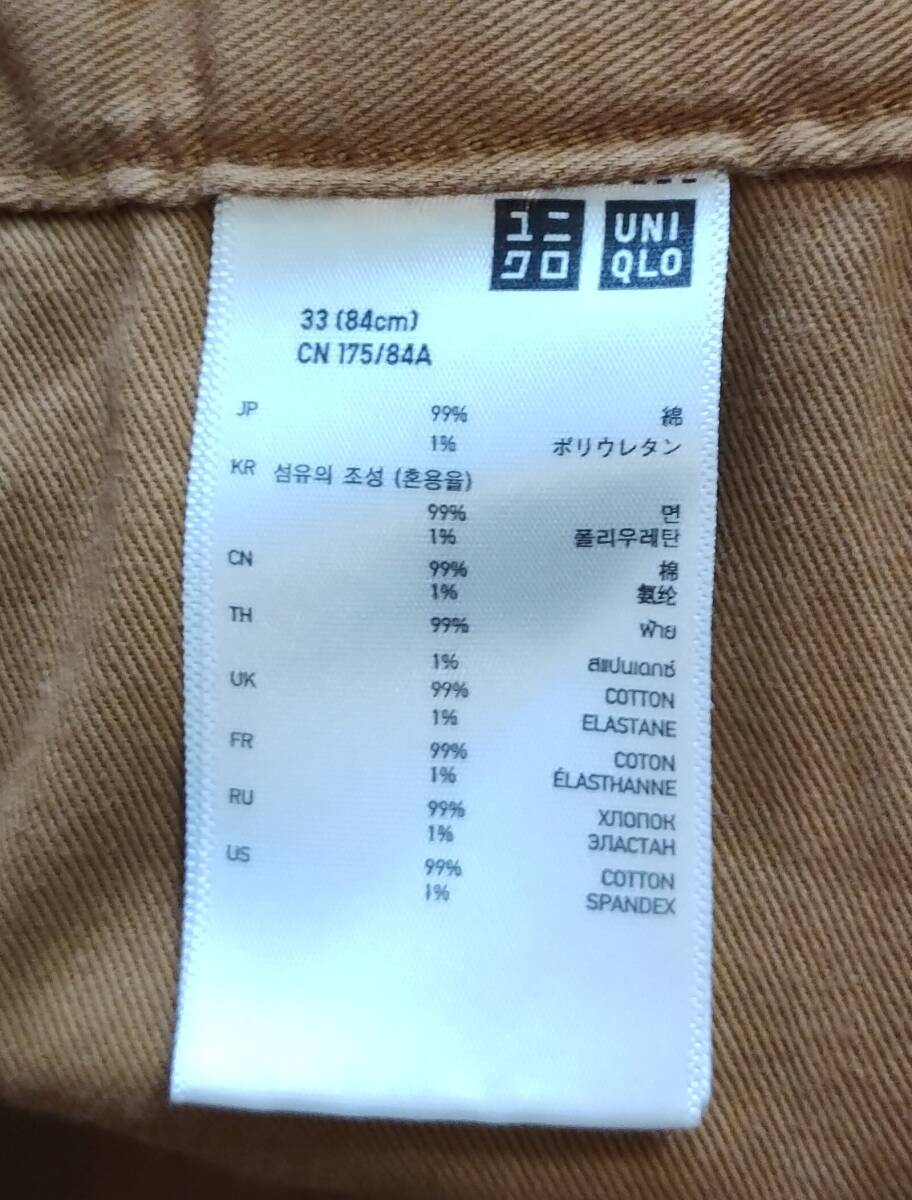 ユニ
クロ
UNI
QLO
33 (84cm)
CN 175/84A
JP 99% 綿
1% ポリウレタン
KR 섬유의 조성 (혼용율)
99% 면
1% 폴리우레탄
CN 99% 棉
1% 氨纶
TH 99% ฝ้าย
1% สแปนเดกซ์
UK 99% COTTON
1% ELASTANE
FR 99% COTON
1% ÉLASTHANNE
RU 99% ХЛОПОК
1% ЭЛАСТАН
US 99% COTTON
1% SPANDEX